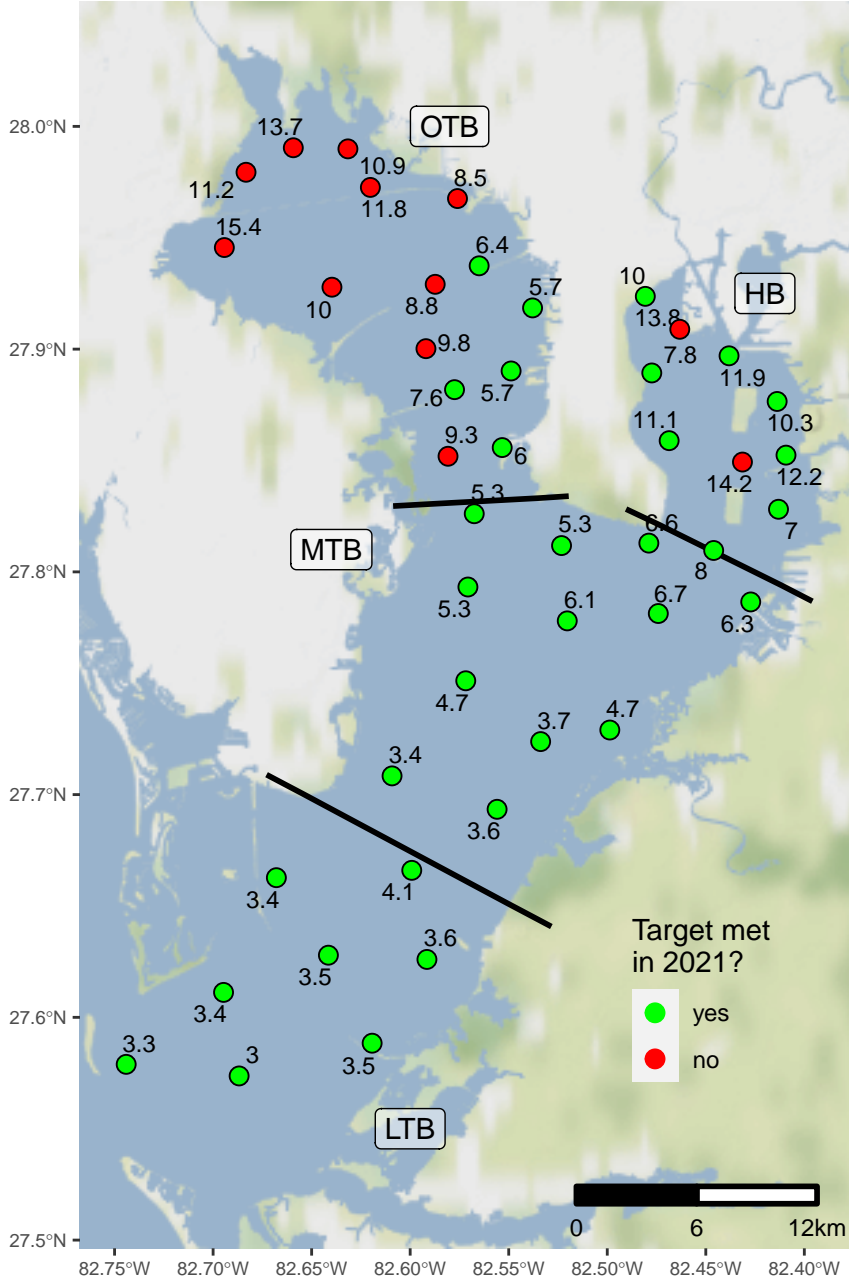 28.0°N
27.9°N
27.8°N
27.7°N
27.6°N
27.5°N
OTB
13.7
10.9
11.2
11.8
8.5
15.4
6.4
10
8.8
5.7
9.8
7.6
5.7
9.3
6
HB
10
13.8
7.8
11.9
10.3
11.1
14.2
12.2
7
MTB
5.3
5.3
6.6
8
5.3
6.1
6.7
6.3
4.7
3.7
4.7
3.4
3.6
4.1
3.4
3.5
3.6
3.4
3.3
3
3.5
LTB
Target met
in 2021?
yes
no
0 6 12km
82.75°W 82.70°W 82.65°W 82.60°W 82.55°W 82.50°W 82.45°W 82.40°W